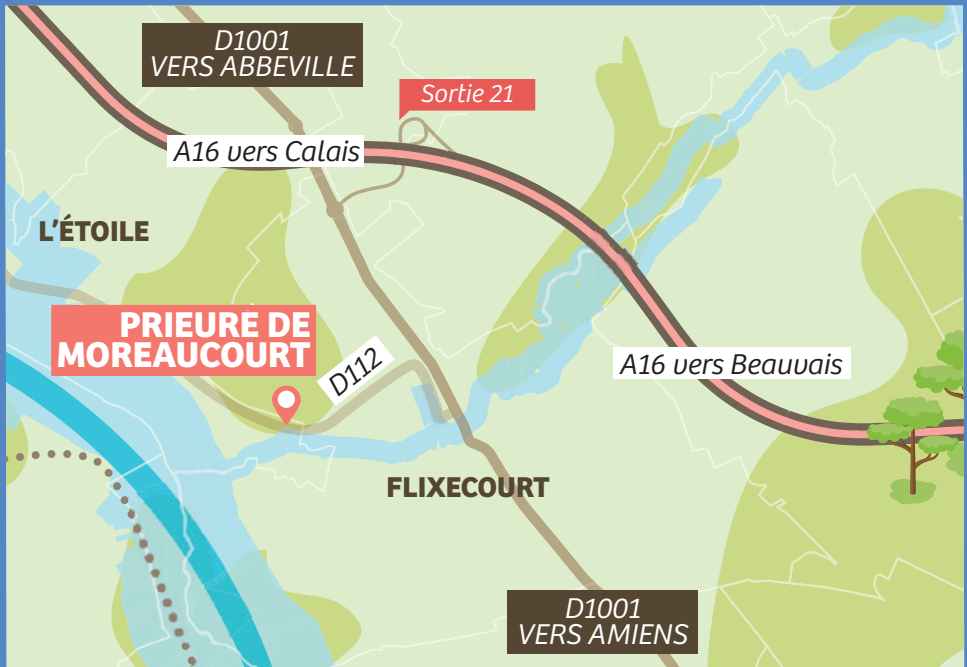 D1001
VERS ABBEVILLE
Sortie 21
A16 vers Calais
L'ÉTOILE
PRIEURÉ DE
MOREAUCOURT
D112
A16 vers Beauvais
FLIXECOURT
D1001
VERS AMIENS